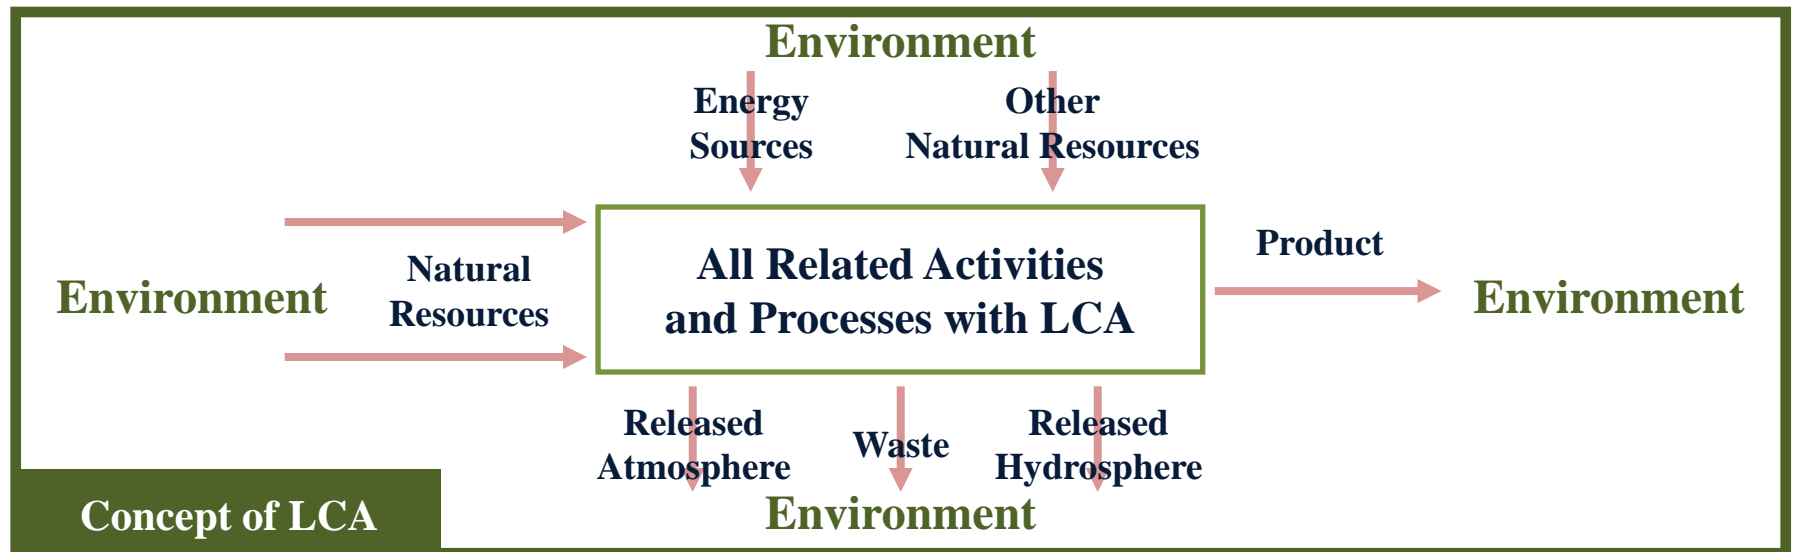 Environment
Energy
Sources
Other
Natural Resources
Environment
Natural
Resources
All Related Activities
and Processes with LCA
Product
Environment
Released
Atmosphere
Waste
Released
Hydrosphere
Environment
Concept of LCA